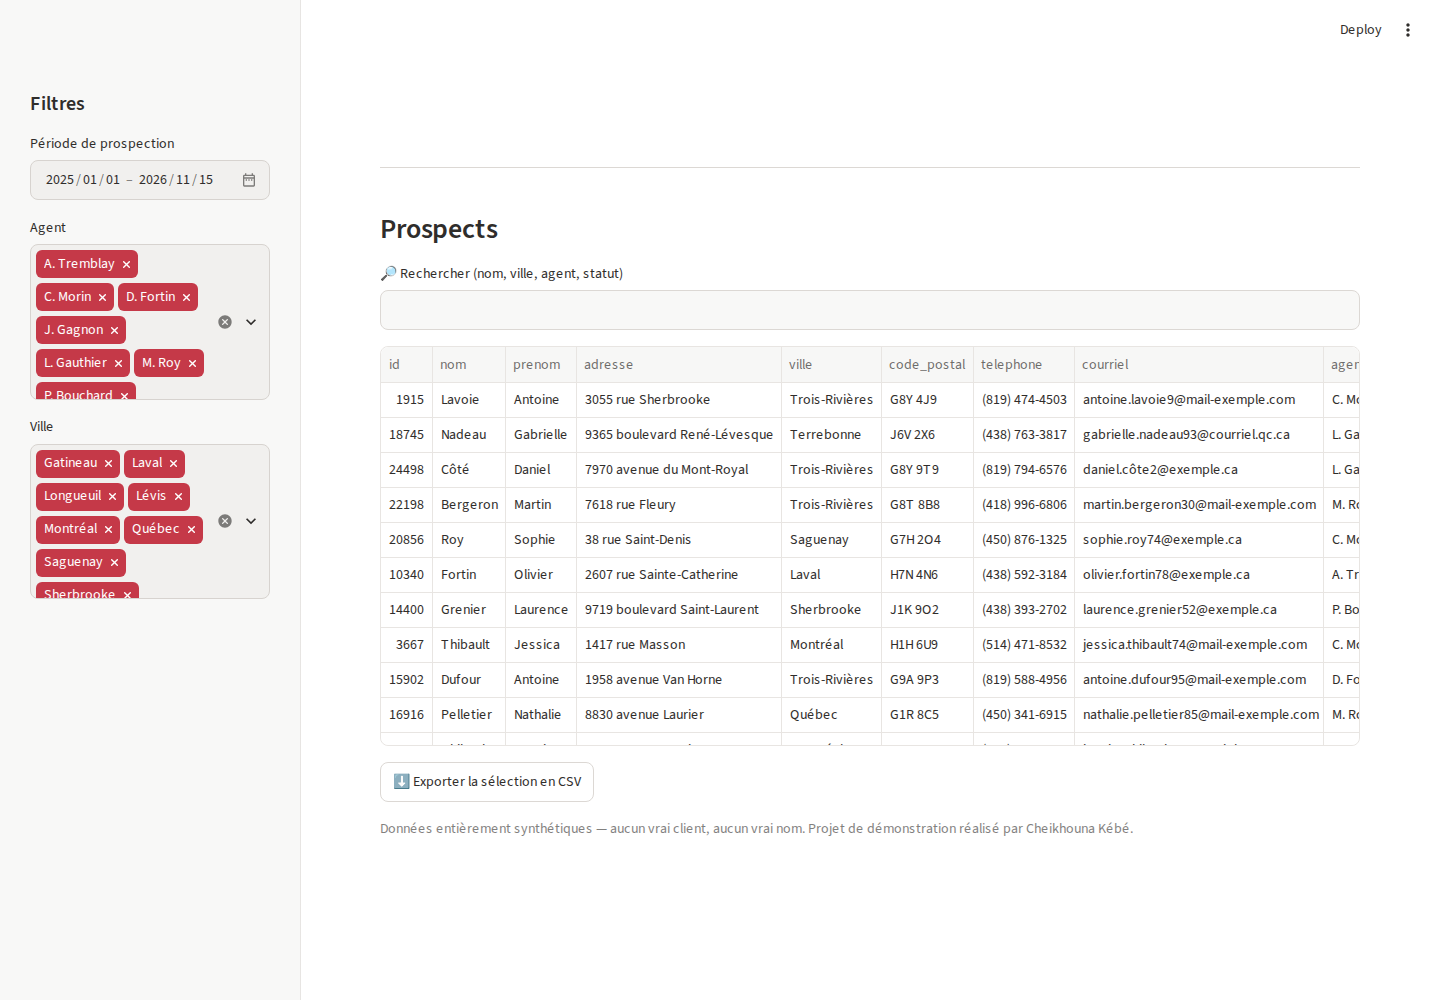 Deploy
Filtres
Période de prospection
2025/01/01 – 2026/11/15
Agent
A. Tremblay
C. Morin D. Fortin
J. Gagnon
L. Gauthier M. Roy
P. Bouchard
Ville
Gatineau Laval
Longueuil Lévis
Montréal Québec
Saguenay
Sherbrooke
Prospects
🔎 Rechercher (nom, ville, agent, statut)
id nom prenom adresse ville code_postal telephone courriel agen
1915 Lavoie Antoine 3055 rue Sherbrooke Trois-Rivières G8Y 4J9 (819) 474-4503 antoine.lavoie9@mail-exemple.com C. Mo
18745 Nadeau Gabrielle 9365 boulevard René-Lévesque Terrebonne J6V 2X6 (438) 763-3817 gabrielle.nadeau93@courriel.qc.ca L. Ga
24498 Côté Daniel 7970 avenue du Mont-Royal Trois-Rivières G8Y 9T9 (819) 794-6576 daniel.côte2@exemple.ca L. Ga
22198 Bergeron Martin 7618 rue Fleury Trois-Rivières G8T 8B8 (418) 996-6806 martin.bergeron30@mail-exemple.com M. Ro
20856 Roy Sophie 38 rue Saint-Denis Saguenay G7H 2O4 (450) 876-1325 sophie.roy74@exemple.ca C. Mo
10340 Fortin Olivier 2607 rue Sainte-Catherine Laval H7N 4N6 (438) 592-3184 olivier.fortin78@exemple.ca A. Tr
14400 Grenier Laurence 9719 boulevard Saint-Laurent Sherbrooke J1K 9O2 (438) 393-2702 laurence.grenier52@exemple.ca P. Bo
3667 Thibault Jessica 1417 rue Masson Montréal H1H 6U9 (514) 471-8532 jessica.thibault74@mail-exemple.com C. Mo
15902 Dufour Antoine 1958 avenue Van Horne Trois-Rivières G9A 9P3 (819) 588-4956 antoine.dufour95@mail-exemple.com D. Fo
16916 Pelletier Nathalie 8830 avenue Laurier Québec G1R 8C5 (450) 341-6915 nathalie.pelletier85@mail-exemple.com M. Ro
⬇️ Exporter la sélection en CSV
Données entièrement synthétiques — aucun vrai client, aucun vrai nom. Projet de démonstration réalisé par Cheikhouna Kébé.